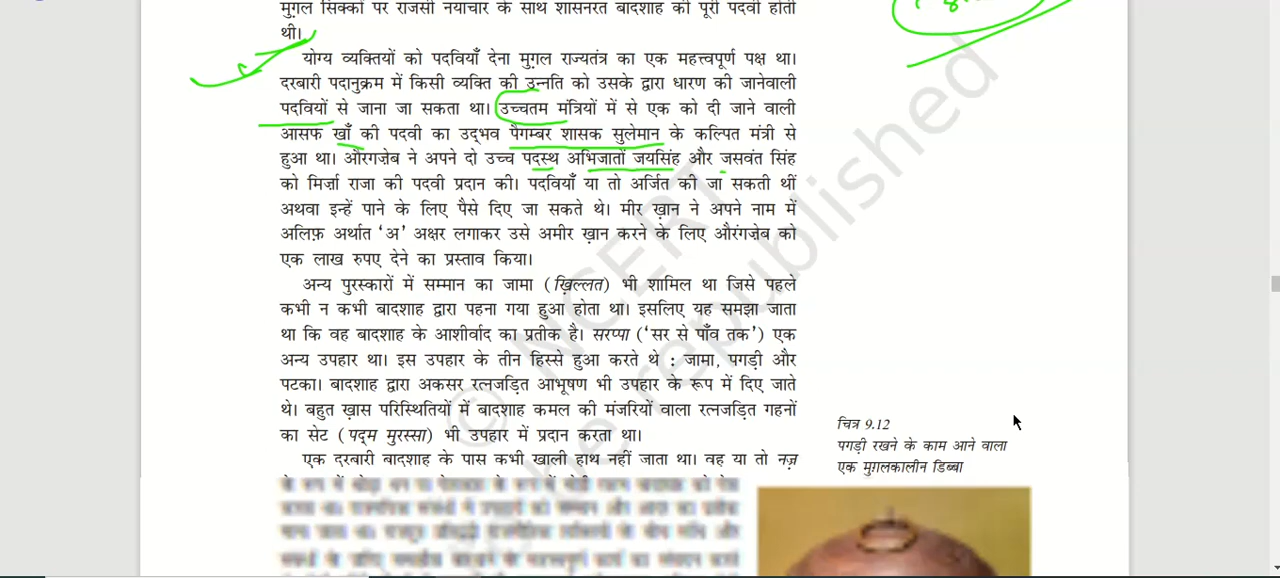 मुग़ल सिक्कों पर राजसी नयाचार के साथ शासनरत बादशाह की पूरी पदवी होती
थी।
योग्य व्यक्तियों को पदवियाँ देना मुग़ल राज्यतंत्र का एक महत्त्वपूर्ण पक्ष था।
दरबारी पदानुक्रम में किसी व्यक्ति की उन्नति को उसके द्वारा धारण की जानेवाली
पदवियों से जाना जा सकता था। उच्चतम मंत्रियों में से एक को दी जाने वाली
आसफ खाँ की पदवी का उद्भव पैगम्बर शासक सुलेमान के कल्पित मंत्री से
हुआ था। औरगज़ेब ने अपने दो उच्च पदस्थ अभिजातों जयसिंह और जसवंत सिंह
को मिर्ज़ा राजा की पदवी प्रदान की। पदवियाँ या तो अर्जित की जा सकती थीं
अथवा इन्हें पाने के लिए पैसे दिए जा सकते थे। मीर ख़ान ने अपने नाम में
अलिफ़ अर्थात ‘अ’ अक्षर लगाकर उसे अमीर ख़ान करने के लिए औरंगज़ेब को
एक लाख रुपए देने का प्रस्ताव किया।
अन्य पुरस्कारों में सम्मान का जामा (ख़िल्लत) भी शामिल था जिसे पहले
कभी न कभी बादशाह द्वारा पहना गया हुआ होता था। इसलिए यह समझा जाता
था कि वह बादशाह के आशीर्वाद का प्रतीक है। सरप्पा (‘सर से पाँव तक’) एक
अन्य उपहार था। इस उपहार के तीन हिस्से हुआ करते थे : जामा, पगड़ी और
पटका। बादशाह द्वारा अकसर रत्नजड़ित आभूषण भी उपहार के रूप में दिए जाते
थे। बहुत ख़ास परिस्थितियों में बादशाह कमल की मंजरियों वाला रत्नजड़ित गहनों
का सेट (पद्म मुरस्सा) भी उपहार में प्रदान करता था।
एक दरबारी बादशाह के पास कभी खाली हाथ नहीं जाता था। वह या तो नज़्र
चित्र 9.12
पगड़ी रखने के काम आने वाला
एक मुग़लकालीन डिब्बा
© NCERT
be republished